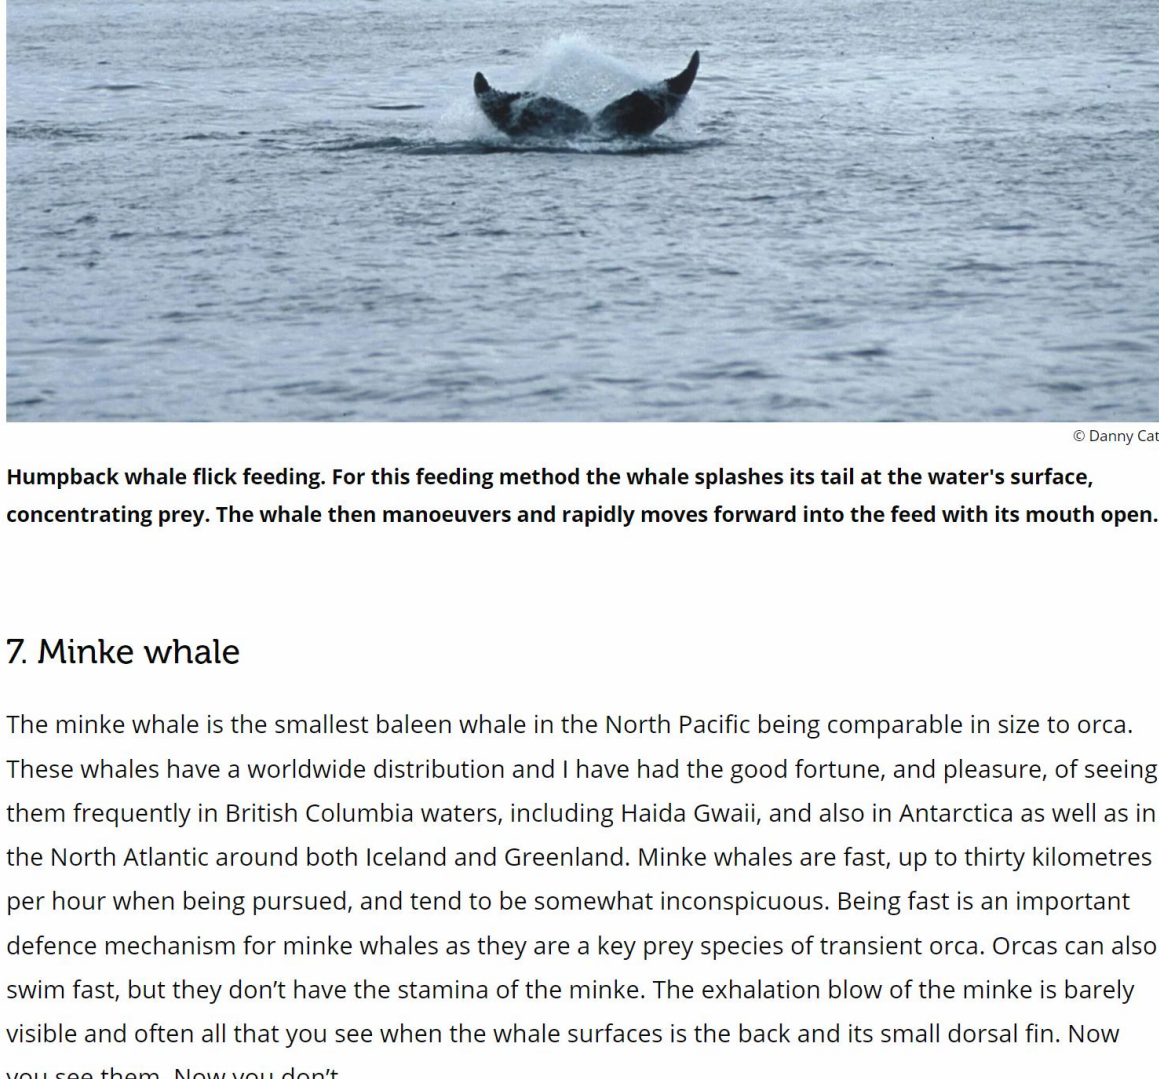 © Danny Cat
Humpback whale flick feeding. For this feeding method the whale splashes its tail at the water's surface,
concentrating prey. The whale then manoeuvers and rapidly moves forward into the feed with its mouth open.
7. Minke whale
The minke whale is the smallest baleen whale in the North Pacific being comparable in size to orca.
These whales have a worldwide distribution and I have had the good fortune, and pleasure, of seeing
them frequently in British Columbia waters, including Haida Gwaii, and also in Antarctica as well as in
the North Atlantic around both Iceland and Greenland. Minke whales are fast, up to thirty kilometres
per hour when being pursued, and tend to be somewhat inconspicuous. Being fast is an important
defence mechanism for minke whales as they are a key prey species of transient orca. Orcas can also
swim fast, but they don’t have the stamina of the minke. The exhalation blow of the minke is barely
visible and often all that you see when the whale surfaces is the back and its small dorsal fin. Now
you see them. Now you don’t